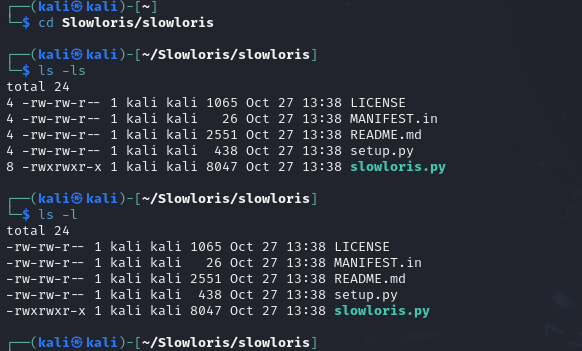 ┌──(kali㉿kali)-[~]
└─$ cd Slowloris/slowloris
┌──(kali㉿kali)-[~/Slowloris/slowloris]
└─$ ls -ls
total 24
4 -rw-rw-r-- 1 kali kali 1065 Oct 27 13:38 LICENSE
4 -rw-rw-r-- 1 kali kali   26 Oct 27 13:38 MANIFEST.in
4 -rw-rw-r-- 1 kali kali 2551 Oct 27 13:38 README.md
4 -rw-rw-r-- 1 kali kali  438 Oct 27 13:38 setup.py
8 -rwxrwxr-x 1 kali kali 8047 Oct 27 13:38 slowloris.py
┌──(kali㉿kali)-[~/Slowloris/slowloris]
└─$ ls -l
total 24
-rw-rw-r-- 1 kali kali 1065 Oct 27 13:38 LICENSE
-rw-rw-r-- 1 kali kali   26 Oct 27 13:38 MANIFEST.in
-rw-rw-r-- 1 kali kali 2551 Oct 27 13:38 README.md
-rw-rw-r-- 1 kali kali  438 Oct 27 13:38 setup.py
-rwxrwxr-x 1 kali kali 8047 Oct 27 13:38 slowloris.py
┌──(kali㉿kali)-[~/Slowloris/slowloris]